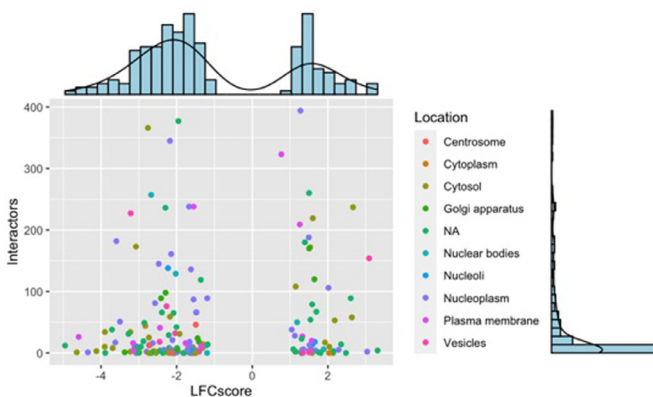 400
300
200
100
0
Interactors
-4
-2
0
2
LFCscore
Location
Centrosome
Cytoplasm
Cytosol
Golgi apparatus
NA
Nuclear bodies
Nucleoli
Nucleoplasm
Plasma membrane
Vesicles